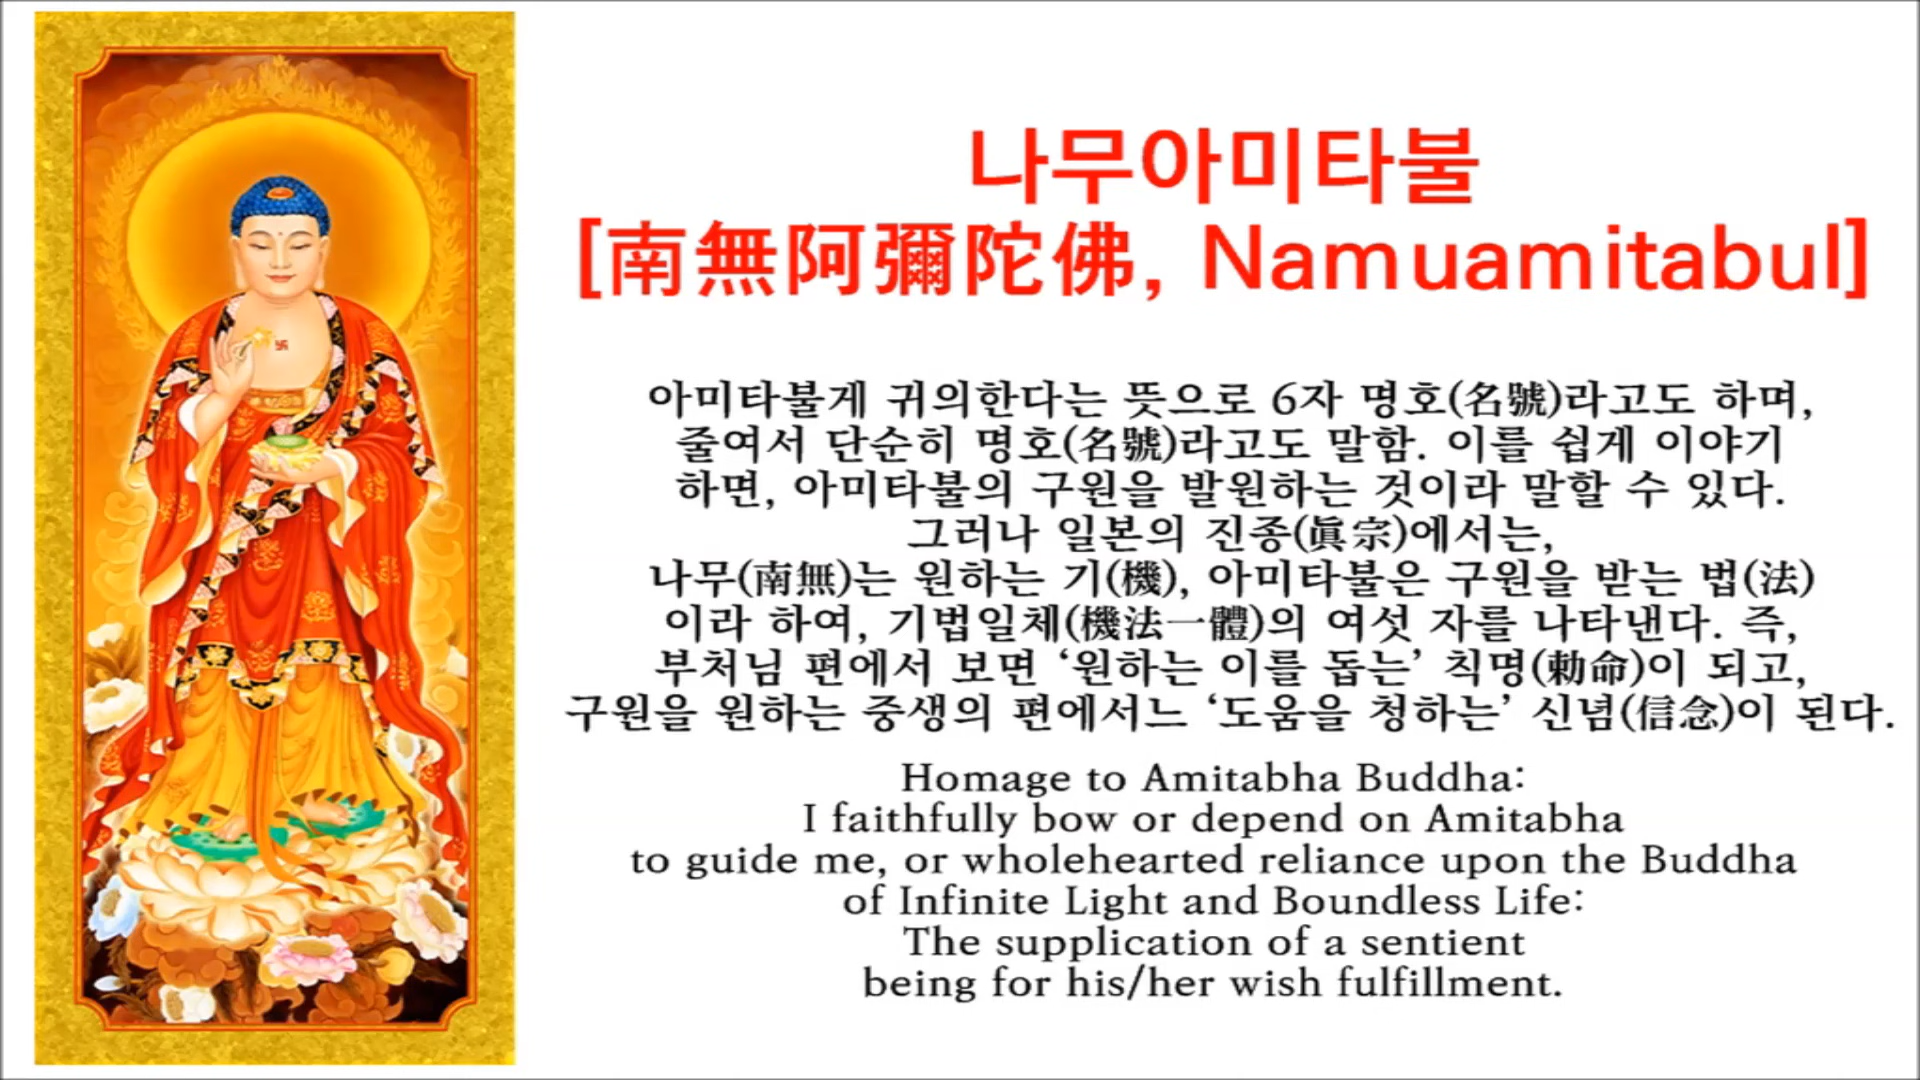 나무아미타불
[南無阿彌陀佛, Namuamitabul]
아미타불게 귀의한다는 뜻으로 6자 명호(名號)라고도 하며,
줄여서 단순히 명호(名號)라고도 말함. 이를 쉽게 이야기
하면, 아미타불의 구원을 발원하는 것이라 말할 수 있다.
그러나 일본의 진종(眞宗)에서는,
나무(南無)는 원하는 기(機), 아미타불은 구원을 받는 법(法)
이라 하여, 기법일체(機法一體)의 여섯 자를 나타낸다. 즉,
부처님 편에서 보면 ‘원하는 이를 돕는’ 칙명(勅命)이 되고,
구원을 원하는 중생의 편에서느 ‘도움을 청하는’ 신념(信念)이 된다.
Homage to Amitabha Buddha:
I faithfully bow or depend on Amitabha
to guide me, or wholehearted reliance upon the Buddha
of Infinite Light and Boundless Life:
The supplication of a sentient
being for his/her wish fulfillment.